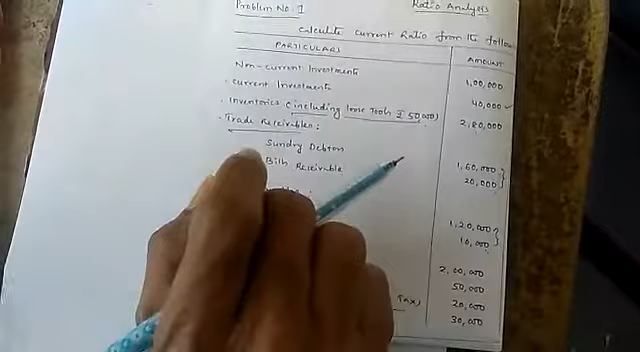 Problem No. 1 Ratio Analysis
Calculate Current Ratio from the follow
PARTICULARS AMOUNT
Non-current Investments 1,00,000
Current Investments 40,000
Inventories (including loose Tools ₹ 50,000) 2,80,000
Trade Receivables:
Sundry Debtors 1,60,000
Bills Receivable 20,000
1,20,000
10,000
2,00,000
50,000
Tax) 20,000
30,000